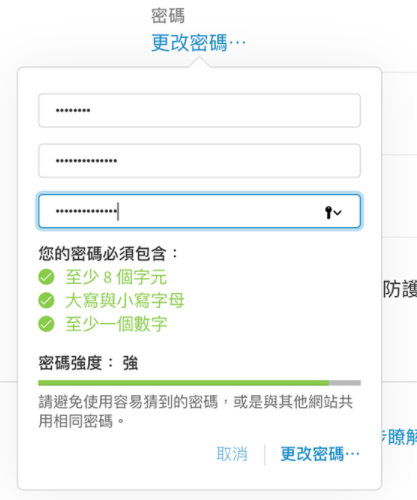 密碼
更改密碼⋯
••••••••
••••••••••••••
••••••••••••••
您的密碼必須包含：
至少 8 個字元
大寫與小寫字母
至少一個數字
防護
密碼強度： 強
請避免使用容易猜到的密碼，或是與其他網站共
用相同密碼。
瞭解
取消
更改密碼⋯